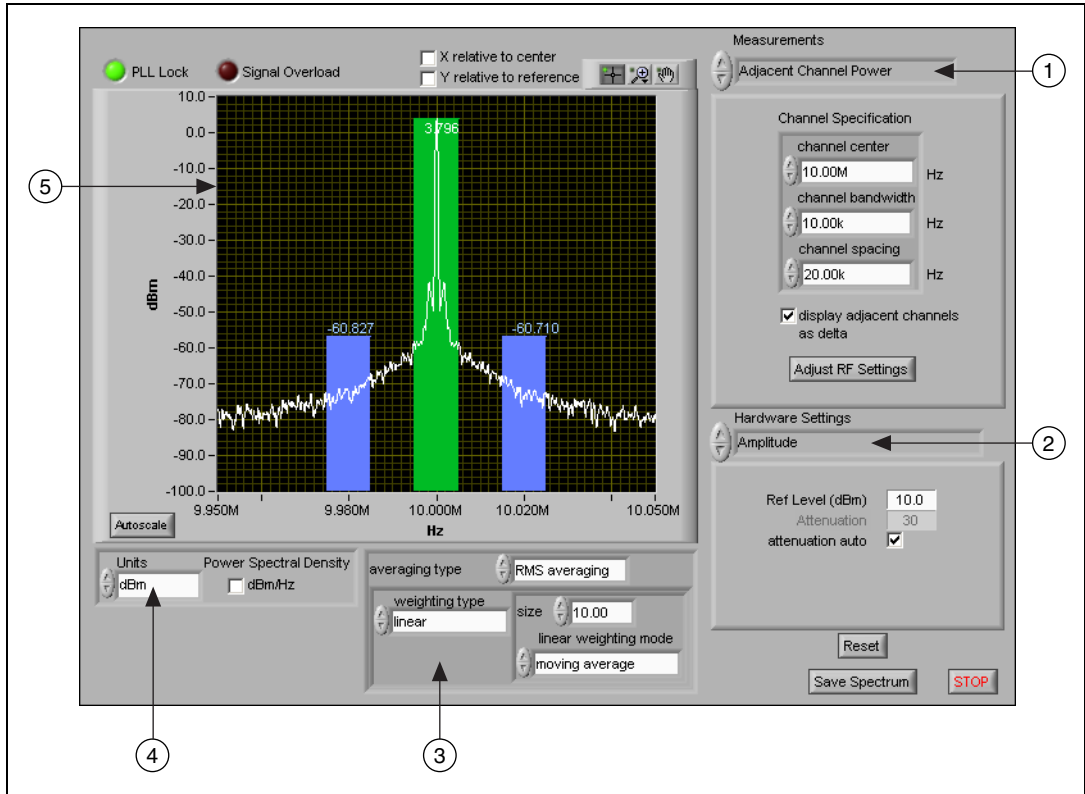 PLL Lock
Signal Overload
X relative to center
Y relative to reference
10.0
0.0
-10.0
-20.0
-30.0
-40.0
-50.0
-60.0
-70.0
-80.0
-90.0
-100.0
dBm
3.796
-60.827
-60.710
9.950M
9.980M
10.000M
10.020M
10.050M
Hz
Autoscale
Units
dBm
Power Spectral Density
dBm/Hz
averaging type
RMS averaging
weighting type
linear
size
10.00
linear weighting mode
moving average
Measurements
Adjacent Channel Power
Channel Specification
channel center
10.00M
Hz
channel bandwidth
10.00k
Hz
channel spacing
20.00k
Hz
display adjacent channels
as delta
Adjust RF Settings
Hardware Settings
Amplitude
Ref Level (dBm)
10.0
Attenuation
30
attenuation auto
Reset
Save Spectrum
STOP
1
2
3
4
5